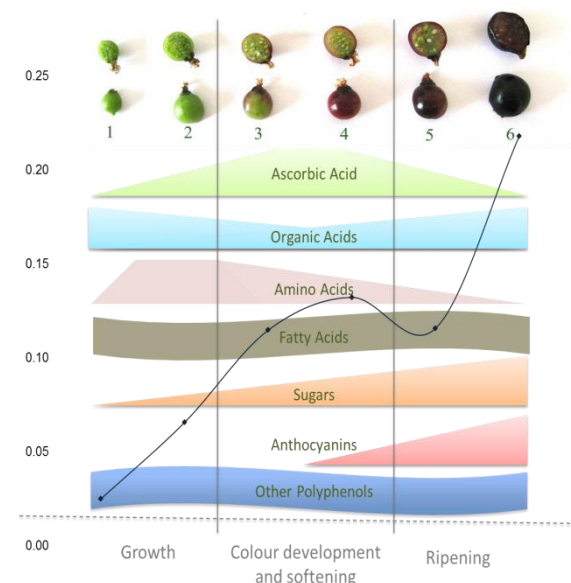 0.25
1
2
3
4
5
6
0.20
Ascorbic Acid
Organic Acids
0.15
Amino Acids
Fatty Acids
0.10
Sugars
Anthocyanins
0.05
Other Polyphenols
0.00
Growth
Colour development
and softening
Ripening